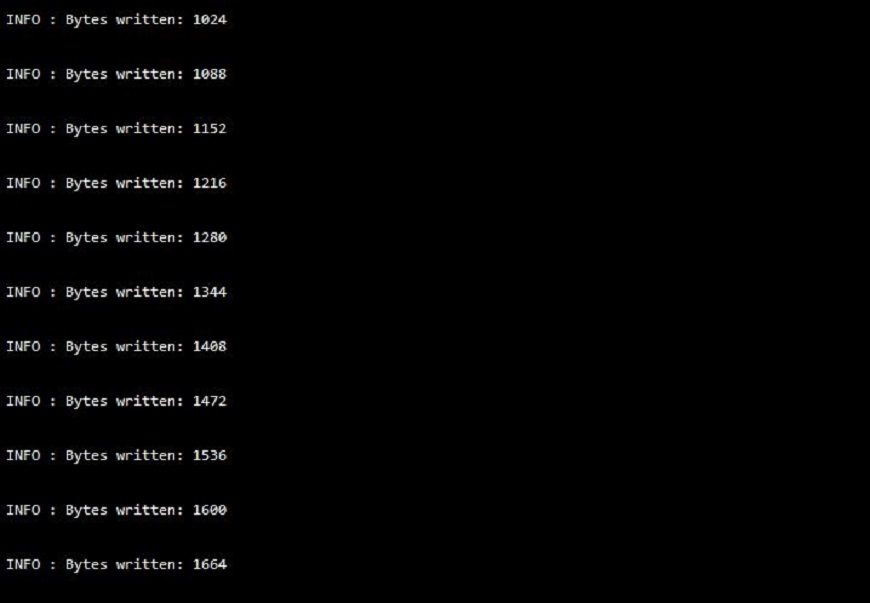 INFO : Bytes written: 1024
INFO : Bytes written: 1088
INFO : Bytes written: 1152
INFO : Bytes written: 1216
INFO : Bytes written: 1280
INFO : Bytes written: 1344
INFO : Bytes written: 1408
INFO : Bytes written: 1472
INFO : Bytes written: 1536
INFO : Bytes written: 1600
INFO : Bytes written: 1664